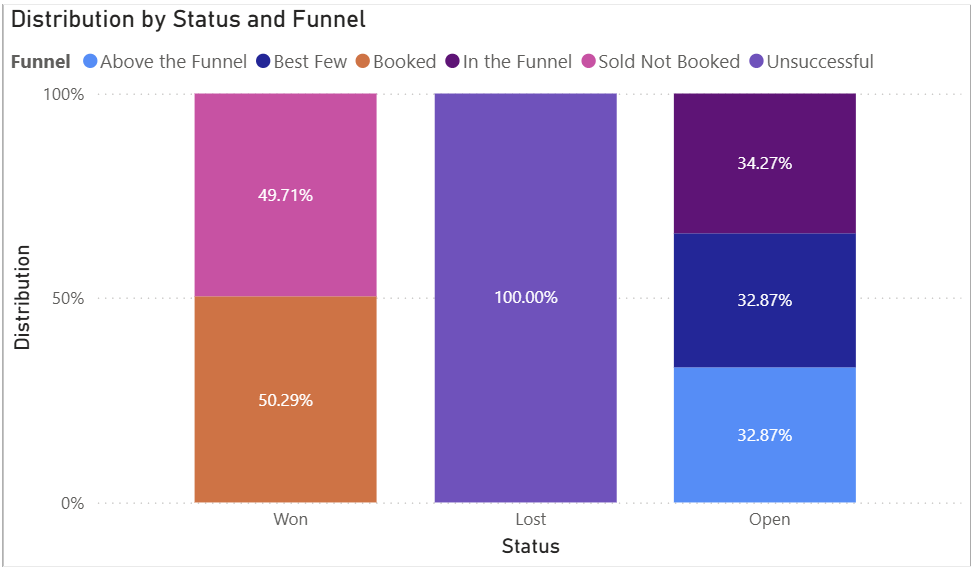 Distribution by Status and Funnel
Funnel Above the Funnel Best Few Booked In the Funnel Sold Not Booked Unsuccessful
100%
50%
0%
Distribution
49.71%
50.29%
100.00%
34.27%
32.87%
32.87%
Won Lost Open
Status